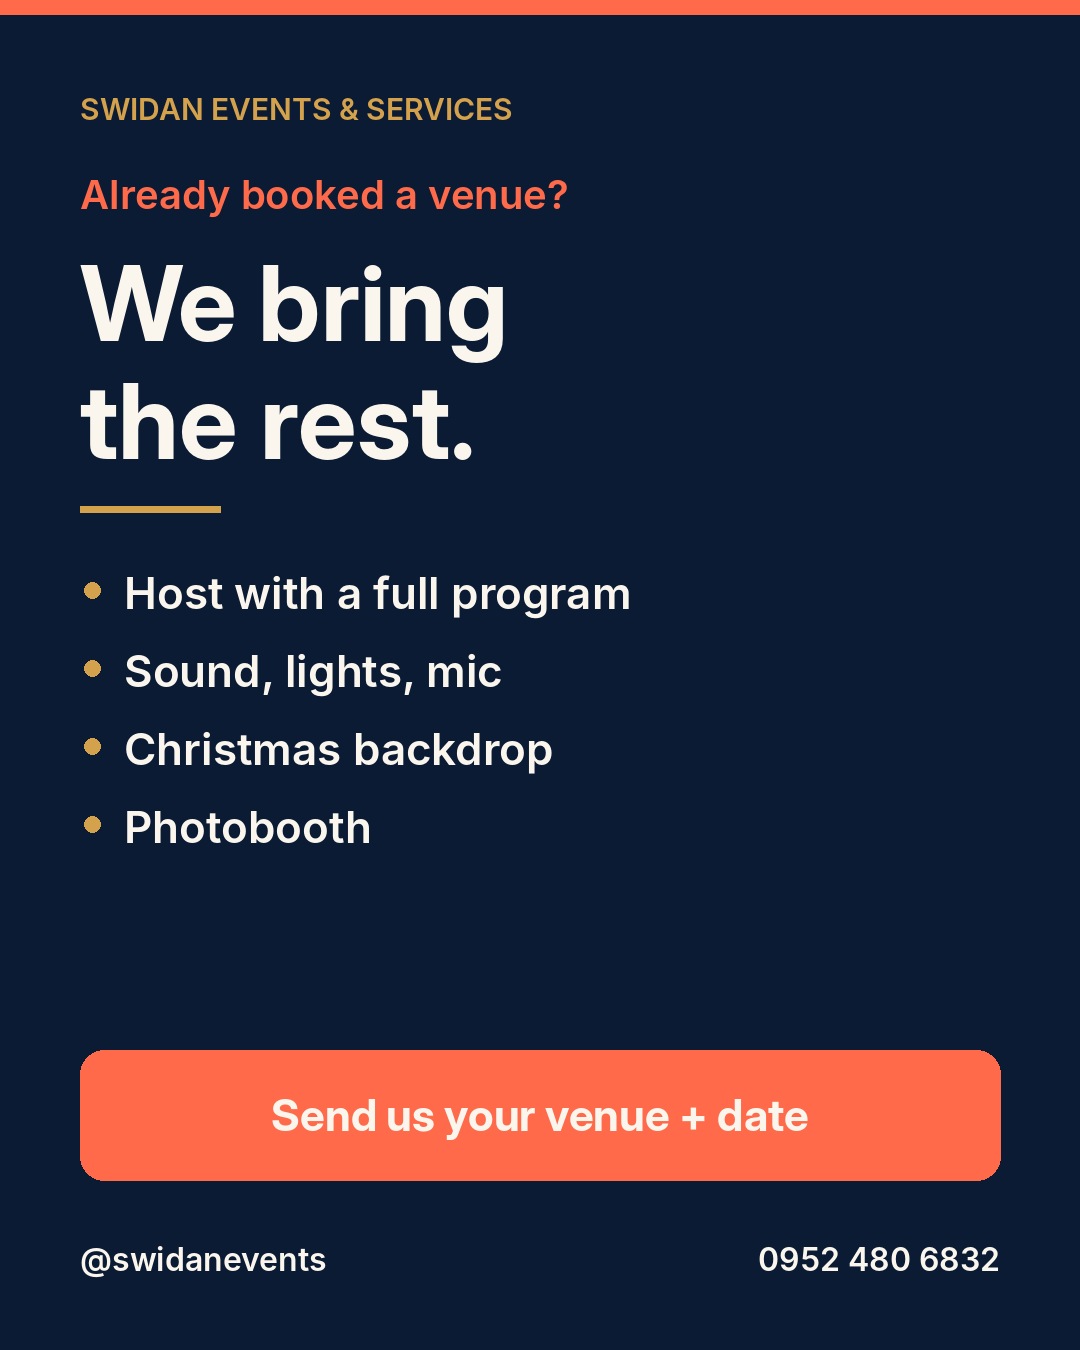 SWIDAN EVENTS & SERVICES
Already booked a venue?
We bring
the rest.
Host with a full program
Sound, lights, mic
Christmas backdrop
Photobooth
Send us your venue + date
@swidanevents
0952 480 6832